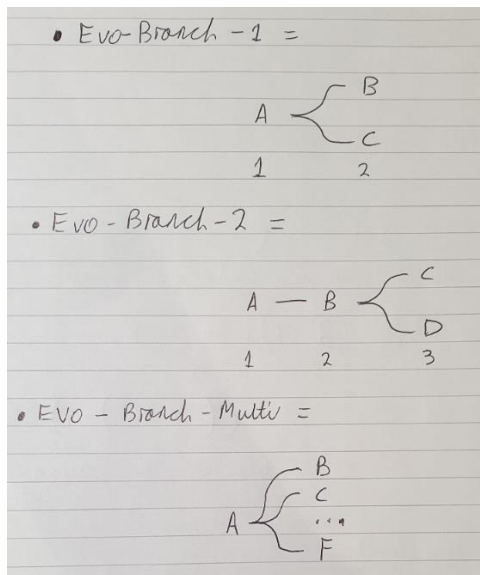 • Evo-Branch-1 =
B
A
C
1 2
• Evo-Branch-2 =
C
A — B
D
1 2 3
• Evo-Branch-Multi =
B
C
A
...
F